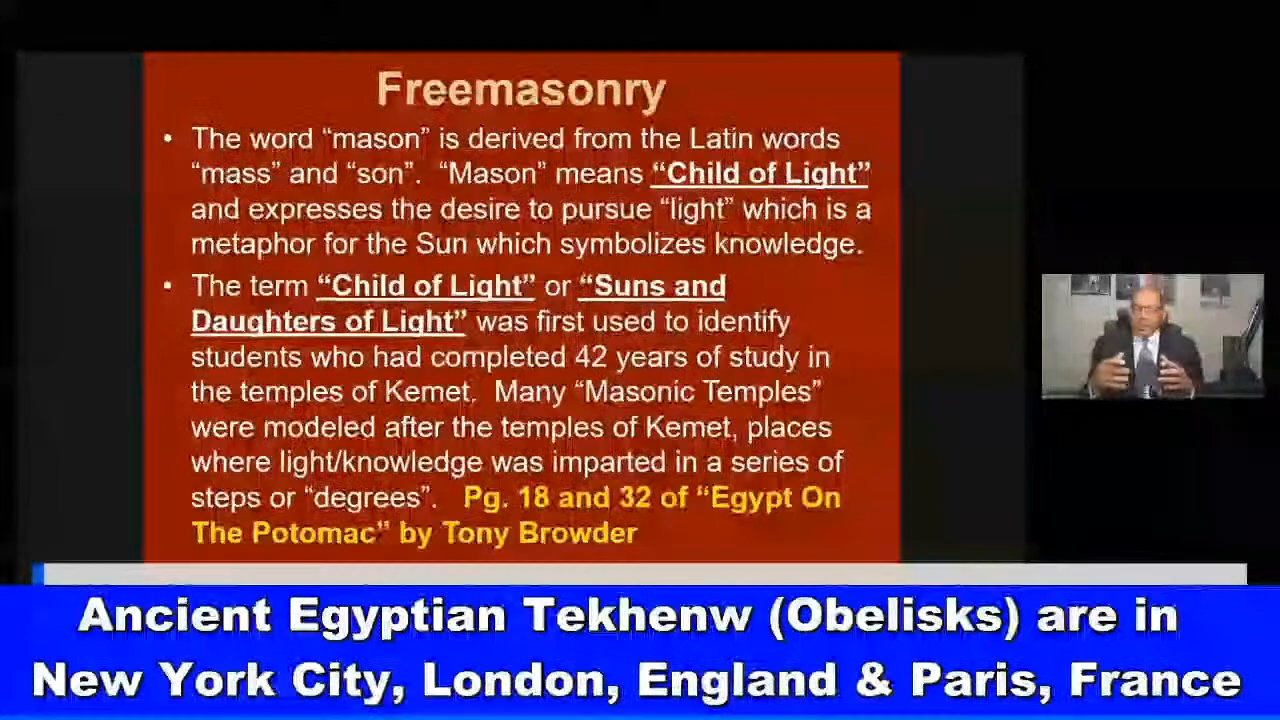 Freemasonry
• The word “mason” is derived from the Latin words
“mass” and “son”. “Mason” means “Child of Light”
and expresses the desire to pursue “light” which is a
metaphor for the Sun which symbolizes knowledge.
• The term “Child of Light” or “Suns and
Daughters of Light” was first used to identify
students who had completed 42 years of study in
the temples of Kemet. Many “Masonic Temples”
were modeled after the temples of Kemet, places
where light/knowledge was imparted in a series of
steps or “degrees”. Pg. 18 and 32 of “Egypt On
The Potomac” by Tony Browder
Ancient Egyptian Tekhenw (Obelisks) are in
New York City, London, England & Paris, France